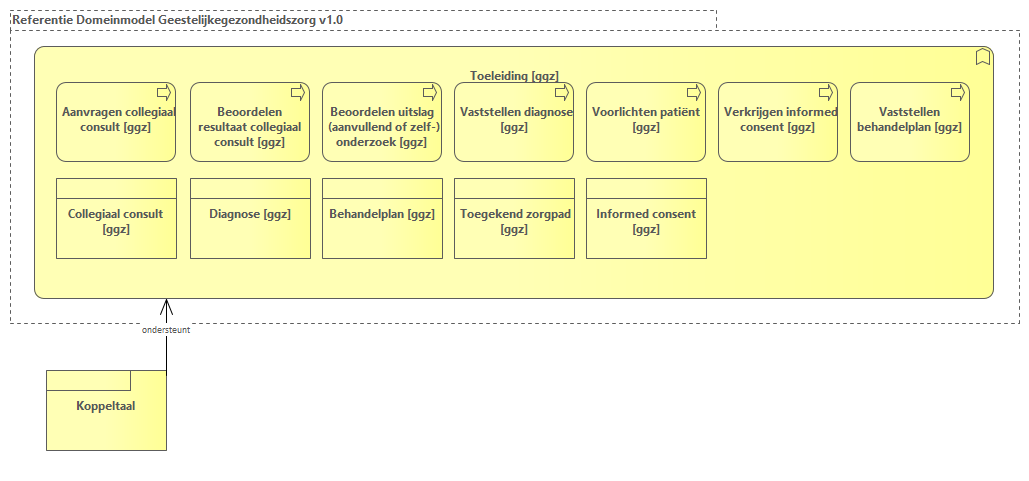 Referentie Domeinmodel Geestelijkegezondheidszorg v1.0
Toeleiding [ggz]
Aanvragen collegiaal
consult [ggz]
Beoordelen
resultaat collegiaal
consult [ggz]
Beoordelen uitslag
(aanvullend of zelf-)
onderzoek [ggz]
Vaststellen diagnose
[ggz]
Voorlichten patiënt
[ggz]
Verkrijgen informed
consent [ggz]
Vaststellen
behandelplan [ggz]
Collegiaal consult
[ggz]
Diagnose [ggz]
Behandelplan [ggz]
Toegekend zorgpad
[ggz]
Informed consent
[ggz]
ondersteunt
Koppeltaal